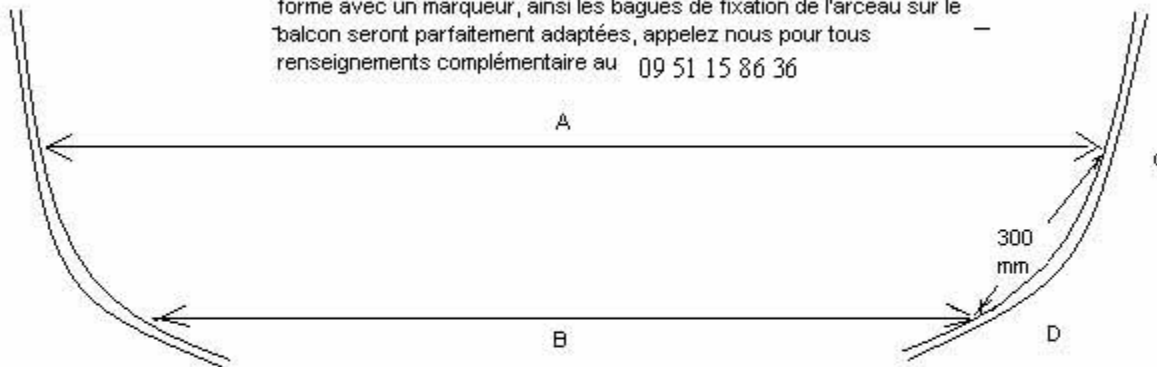 forme avec un marqueur, ainsi les bagues de fixation de l'arceau sur le
balcon seront parfaitement adaptées, appelez nous pour tous
renseignements complémentaire au 09 51 15 86 36
A
300
mm
B
D